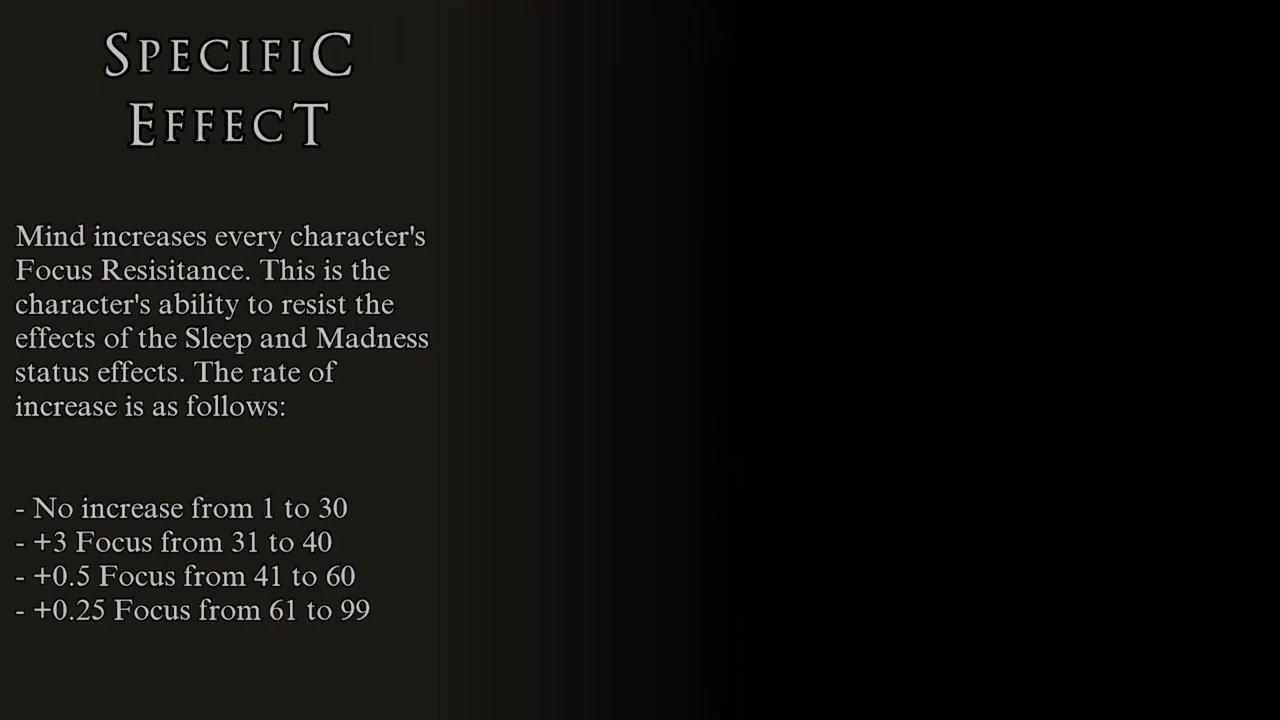 SPECIFIC
EFFECT
Mind increases every character's
Focus Resisitance. This is the
character's ability to resist the
effects of the Sleep and Madness
status effects. The rate of
increase is as follows:
- No increase from 1 to 30
- +3 Focus from 31 to 40
- +0.5 Focus from 41 to 60
- +0.25 Focus from 61 to 99